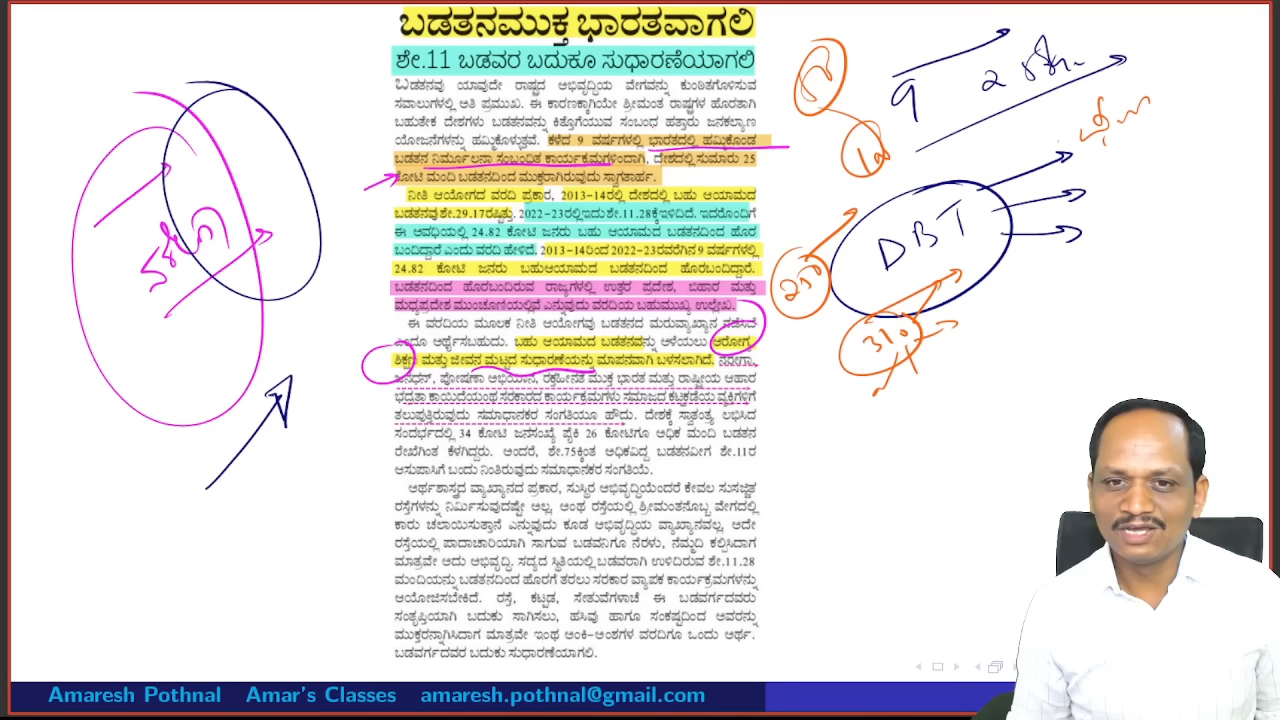 ಬಡತನಮುಕ್ತ ಭಾರತವಾಗಲಿ
ಶೇ.11 ಬಡವರ ಬದುಕೂ ಸುಧಾರಣೆಯಾಗಲಿ
ಬಡತನವು ಯಾವುದೇ ರಾಷ್ಟ್ರದ ಅಭಿವೃದ್ಧಿಯ ವೇಗವನ್ನು ಕುಂಠಿತಗೊಳಿಸುವ
ಸವಾಲುಗಳಲ್ಲಿ ಅತಿ ಪ್ರಮುಖ. ಈ ಕಾರಣಕ್ಕಾಗಿಯೇ ಶ್ರೀಮಂತ ರಾಷ್ಟ್ರಗಳ ಹೊರತಾಗಿ
ಬಹುತೇಕ ದೇಶಗಳು ಬಡತನವನ್ನು ಕಿತ್ತೊಗೆಯುವ ಸಂಬಂಧ ಹತ್ತಾರು ಜನಕಲ್ಯಾಣ
ಯೋಜನೆಗಳನ್ನು ಹಮ್ಮಿಕೊಳ್ಳುತ್ತವೆ. ಕಳೆದ 9 ವರ್ಷಗಳಲ್ಲಿ ಭಾರತದಲ್ಲಿ ಹಮ್ಮಿಕೊಂಡ
ಬಡತನ ನಿರ್ಮೂಲನಾ ಸಂಬಂಧಿತ ಕಾರ್ಯಕ್ರಮಗಳಿಂದಾಗಿ, ದೇಶದಲ್ಲಿ ಸುಮಾರು 25
ಕೋಟಿ ಮಂದಿ ಬಡತನದಿಂದ ಮುಕ್ತರಾಗಿರುವುದು ಸ್ವಾಗತಾರ್ಹ.
ನೀತಿ ಆಯೋಗದ ವರದಿ ಪ್ರಕಾರ, 2013-14ರಲ್ಲಿ ದೇಶದಲ್ಲಿ ಬಹು ಆಯಾಮದ
ಬಡತನವು ಶೇ.29.17ರಷ್ಟಿತ್ತು. 2022-23ರಲ್ಲಿ ಇದು ಶೇ.11.28ಕ್ಕೆ ಇಳಿದಿದೆ. ಇದರೊಂದಿಗೆ
ಈ ಅವಧಿಯಲ್ಲಿ 24.82 ಕೋಟಿ ಜನರು ಬಹು ಆಯಾಮದ ಬಡತನದಿಂದ ಹೊರ
ಬಂದಿದ್ದಾರೆ ಎಂದು ವರದಿ ಹೇಳಿದೆ. 2013-14ರಿಂದ 2022-23ರವರೆಗಿನ 9 ವರ್ಷಗಳಲ್ಲಿ
24.82 ಕೋಟಿ ಜನರು ಬಹುಆಯಾಮದ ಬಡತನದಿಂದ ಹೊರಬಂದಿದ್ದಾರೆ.
ಬಡತನದಿಂದ ಹೊರಬಂದಿರುವ ರಾಜ್ಯಗಳಲ್ಲಿ ಉತ್ತರ ಪ್ರದೇಶ, ಬಿಹಾರ ಮತ್ತು
ಮಧ್ಯಪ್ರದೇಶ ಮುಂಚೂಣಿಯಲ್ಲಿವೆ ಎನ್ನುವುದು ವರದಿಯ ಬಹುಮುಖ್ಯ ಉಲ್ಲೇಖ.
ಈ ವರದಿಯ ಮೂಲಕ ನೀತಿ ಆಯೋಗವು ಬಡತನದ ಮರುವ್ಯಾಖ್ಯಾನ ನಡೆಸಿದೆ
ಎಂದೂ ಅರ್ಥೈಸಬಹುದು. ಬಹು ಆಯಾಮದ ಬಡತನವನ್ನು ಅಳೆಯಲು ಆರೋಗ್ಯ,
ಶಿಕ್ಷಣ ಮತ್ತು ಜೀವನ ಮಟ್ಟದ ಸುಧಾರಣೆಯನ್ನು ಮಾಪನವಾಗಿ ಬಳಸಲಾಗಿದೆ. ನರೇಗಾ,
ಜನಧನ್, ಪೋಷಣಾ ಅಭಿಯಾನ, ರಕ್ತಹೀನತೆ ಮುಕ್ತ ಭಾರತ ಮತ್ತು ರಾಷ್ಟ್ರೀಯ ಆಹಾರ
ಭದ್ರತಾ ಕಾಯಿದೆಯಂಥ ಸರಕಾರದ ಕಾರ್ಯಕ್ರಮಗಳು ಸಮಾಜದ ಕಟ್ಟಕಡೆಯ ವ್ಯಕ್ತಿಗಳಿಗೆ
ತಲುಪುತ್ತಿರುವುದು ಸಮಾಧಾನಕರ ಸಂಗತಿಯೂ ಹೌದು. ದೇಶಕ್ಕೆ ಸ್ವಾತಂತ್ರ್ಯ ಲಭಿಸಿದ
ಸಂದರ್ಭದಲ್ಲಿ 34 ಕೋಟಿ ಜನಸಂಖ್ಯೆ ಪೈಕಿ 26 ಕೋಟಿಗೂ ಅಧಿಕ ಮಂದಿ ಬಡತನ
ರೇಖೆಗಿಂತ ಕೆಳಗಿದ್ದರು. ಅಂದರೆ, ಶೇ.75ಕ್ಕಿಂತ ಅಧಿಕವಿದ್ದ ಬಡತನವೀಗ ಶೇ.11ರ
ಆಸುಪಾಸಿಗೆ ಬಂದು ನಿಂತಿರುವುದು ಸಮಾಧಾನಕರ ಸಂಗತಿಯೆ.
ಅರ್ಥಶಾಸ್ತ್ರದ ವ್ಯಾಖ್ಯಾನದ ಪ್ರಕಾರ, ಸುಸ್ಥಿರ ಅಭಿವೃದ್ಧಿಯೆಂದರೆ ಕೇವಲ ಸುಸಜ್ಜಿತ
ರಸ್ತೆಗಳನ್ನು ನಿರ್ಮಿಸುವುದಷ್ಟೇ ಅಲ್ಲ. ಅಂಥ ರಸ್ತೆಯಲ್ಲಿ ಶ್ರೀಮಂತನೊಬ್ಬ ವೇಗದಲ್ಲಿ
ಕಾರು ಚಲಾಯಿಸುತ್ತಾನೆ ಎನ್ನುವುದು ಕೂಡ ಅಭಿವೃದ್ಧಿಯ ವ್ಯಾಖ್ಯಾನವಲ್ಲ. ಅದೇ
ರಸ್ತೆಯಲ್ಲಿ ಪಾದಾಚಾರಿಯಾಗಿ ಸಾಗುವ ಬಡವನಿಗೂ ನೆರಳು, ನೆಮ್ಮದಿ ಕಲ್ಪಿಸಿದಾಗ
ಮಾತ್ರವೇ ಅದು ಅಭಿವೃದ್ಧಿ. ಸದ್ಯದ ಸ್ಥಿತಿಯಲ್ಲಿ ಬಡವರಾಗಿ ಉಳಿದಿರುವ ಶೇ.11.28
ಮಂದಿಯನ್ನು ಬಡತನದಿಂದ ಹೊರಗೆ ತರಲು ಸರಕಾರ ವ್ಯಾಪಕ ಕಾರ್ಯಕ್ರಮಗಳನ್ನು
ಆಯೋಜಿಸಬೇಕಿದೆ. ರಸ್ತೆ, ಕಟ್ಟಡ, ಸೇತುವೆಗಳಾಚೆ ಈ ಬಡವರ್ಗದವರು
ಸಂತೃಪ್ತಿಯಾಗಿ ಬದುಕು ಸಾಗಿಸಲು, ಹಸಿವು ಹಾಗೂ ಸಂಕಷ್ಟದಿಂದ ಅವರನ್ನು
ಮುಕ್ತರನ್ನಾಗಿಸಿದಾಗ ಮಾತ್ರವೇ ಇಂಥ ಅಂಕಿ-ಅಂಶಗಳ ವರದಿಗೂ ಒಂದು ಅರ್ಥ.
ಬಡವರ್ಗದವರ ಬದುಕು ಸುಧಾರಣೆಯಾಗಲಿ.
9
100
DBT
250
Amaresh Pothnal Amar's Classes amaresh.pothnal@gmail.com